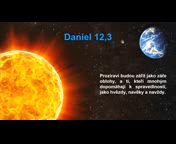 Daniel 12,3
Prozíraví budou zářit jako záře
oblohy, a ti, kteří mnohým
dopomáhají k spravedlnosti,
jako hvězdy, navěky a navždy.